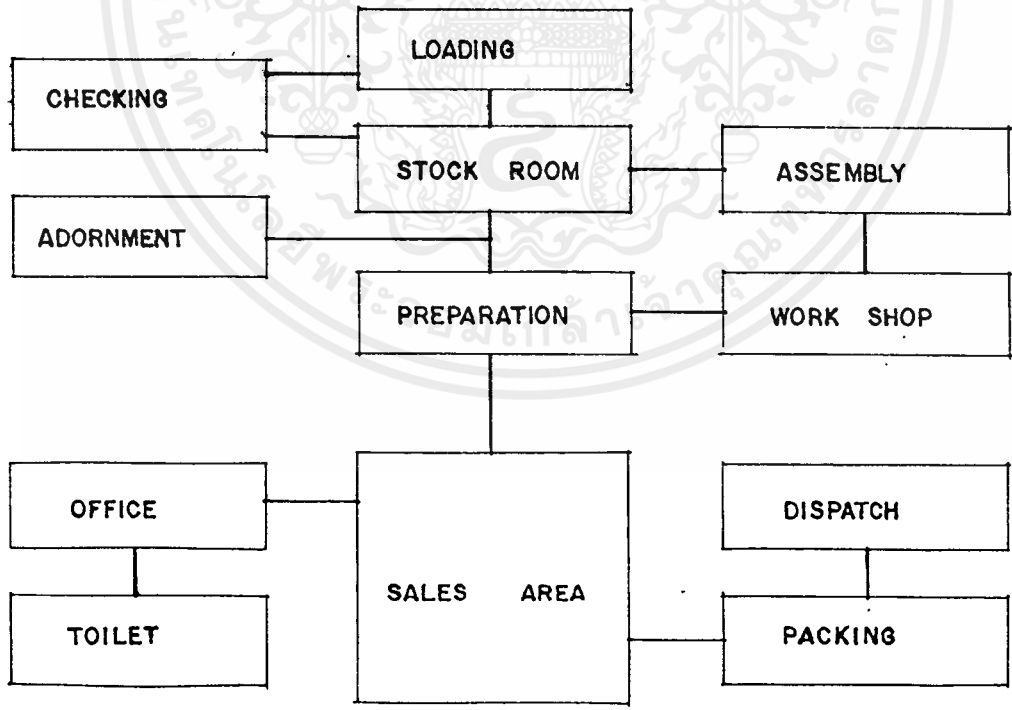 LOADING
CHECKING
STOCK ROOM
ASSEMBLY
ADORNMENT
PREPARATION
WORK SHOP
OFFICE
DISPATCH
SALES AREA
TOILET
PACKING